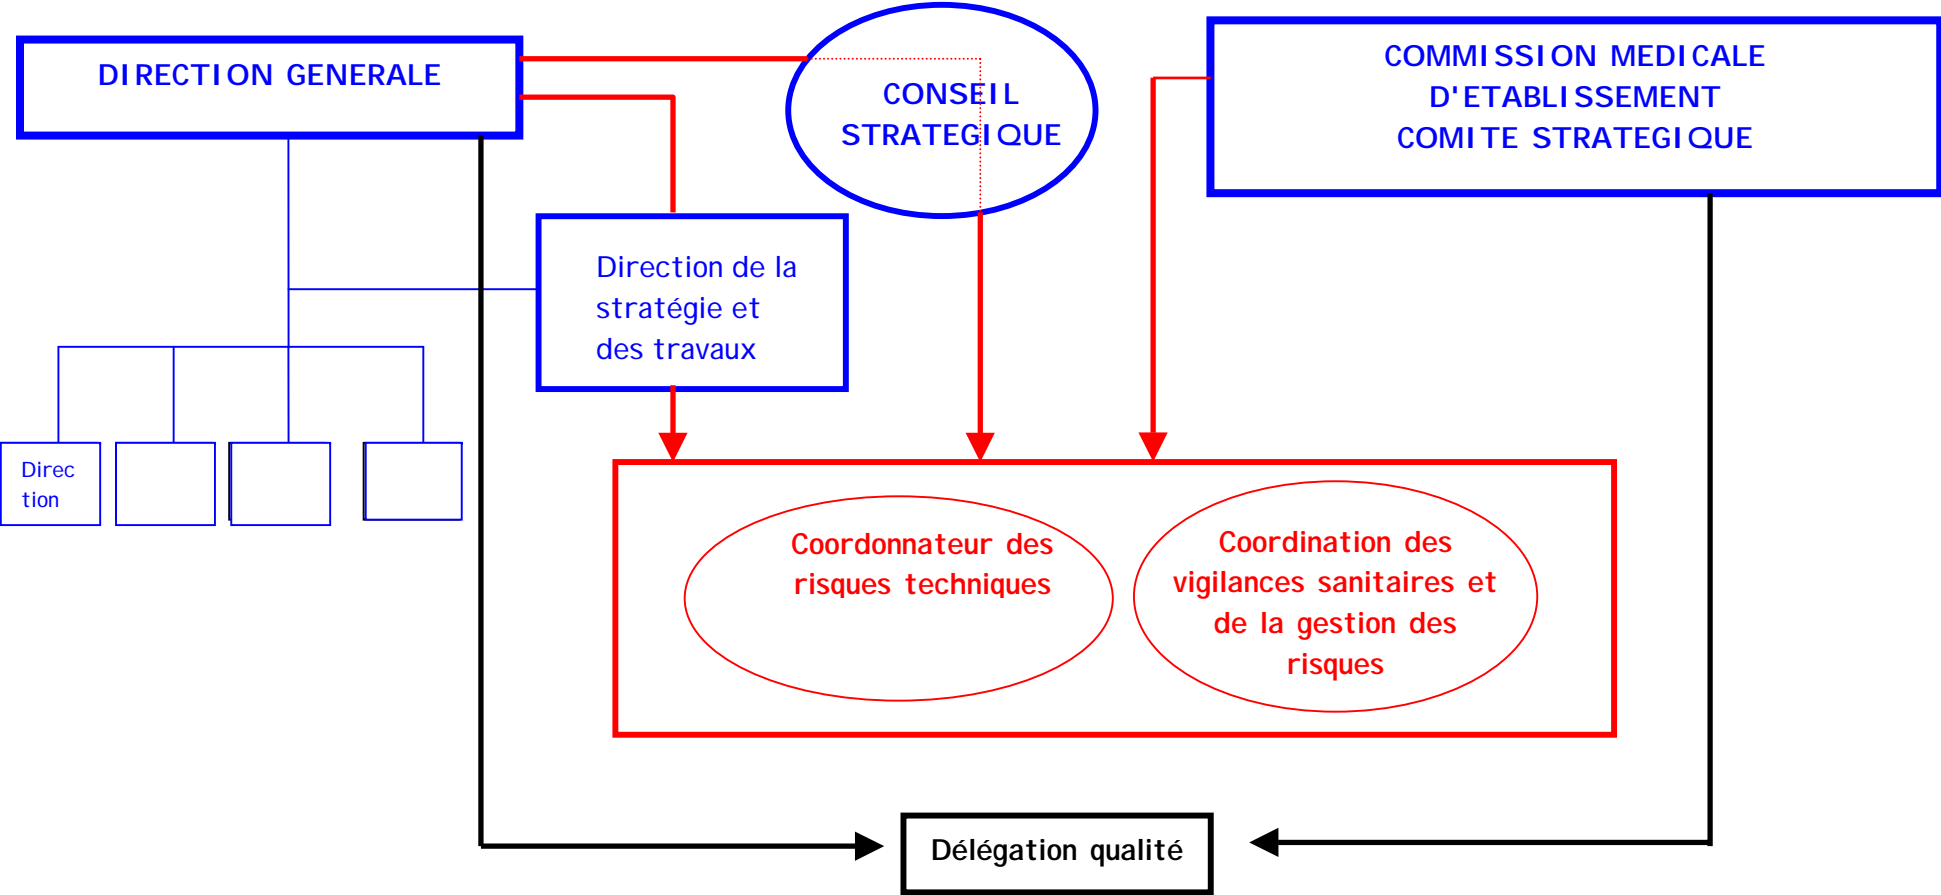 DIRECTION GENERALE
CONSEIL
STRATEGIQUE
COMMISSION MEDICALE
D'ETABLISSEMENT
COMITE STRATEGIQUE
Direction de la
stratégie et
des travaux
Direc
tion
Coordonnateur des
risques techniques
Coordination des
vigilances sanitaires et
de la gestion des
risques
Délégation qualité